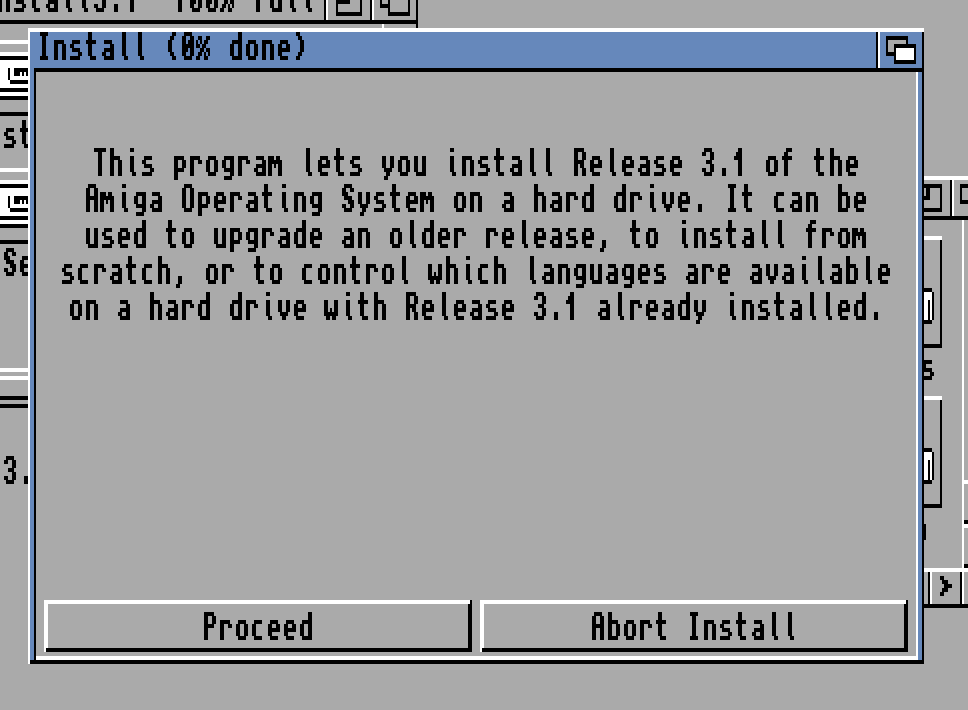 nstall3.1 100% full
Install (0% done)
This program lets you install Release 3.1 of the
Amiga Operating System on a hard drive. It can be
used to upgrade an older release, to install from
scratch, or to control which languages are available
on a hard drive with Release 3.1 already installed.
st
Se
3.
s
Proceed
Abort Install